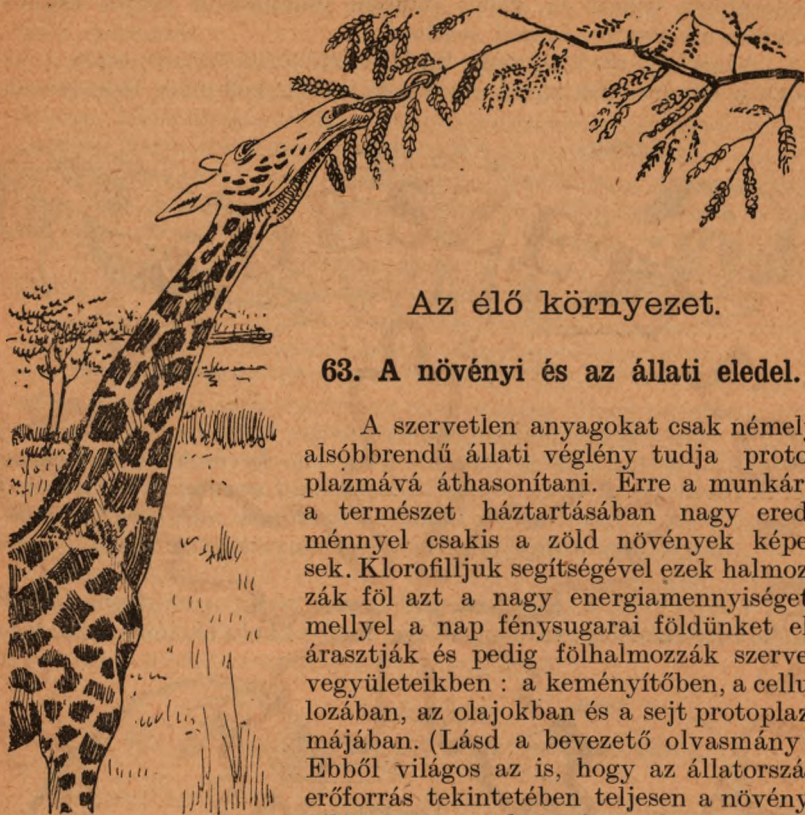 Az élő környezet.
63. A növényi és az állati eledel.
A szervetlen anyagokat csak némel
alsóbbrendű állati véglény tudja proto
plazmává áthasonítani. Erre a munkár
a természet háztartásában nagy ered
ménnyel csakis a zöld növények képe
sek. Klorofilljuk segítségével ezek halmoz
zák föl azt a nagy energiamennyiséget
mellyel a nap fénysugarai földünket el
árasztják és pedig fölhalmozzák szerve
vegyületeikben : a keményítőben, a cellu
lozában, az olajokban és a sejt protoplaz
májában. (Lásd a bevezető olvasmány
Ebből világos az is, hogy az állatorszá
erőforrás tekintetében teljesen a növény